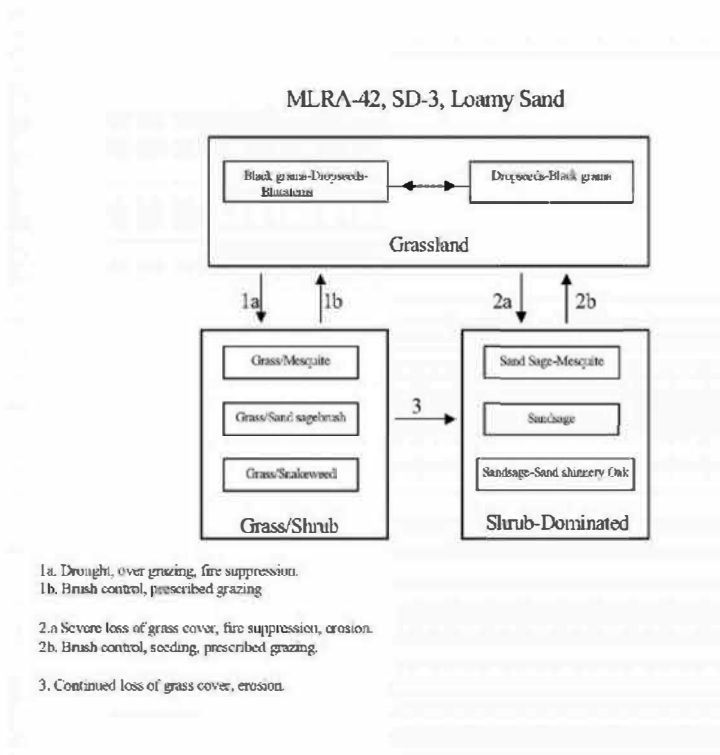 MLRA-42, SD-3, Loamy Sand
Black grama-Dropseeds-
Bluestems
Dropseeds-Black grama
Grassland
1a
1b
2a
2b
Grass/Mesquite
Grass/Sand sagebrush
Grass/Snakeweed
Grass/Shrub
3
Sand Sage-Mesquite
Sandsage
Sandsage-Sand shinnery Oak
Shrub-Dominated
1a. Drought, over grazing, fire suppression.
1b. Brush control, prescribed grazing
2.a Severe loss of grass cover, fire suppression, erosion.
2b. Brush control, seeding, prescribed grazing.
3. Continued loss of grass cover, erosion.